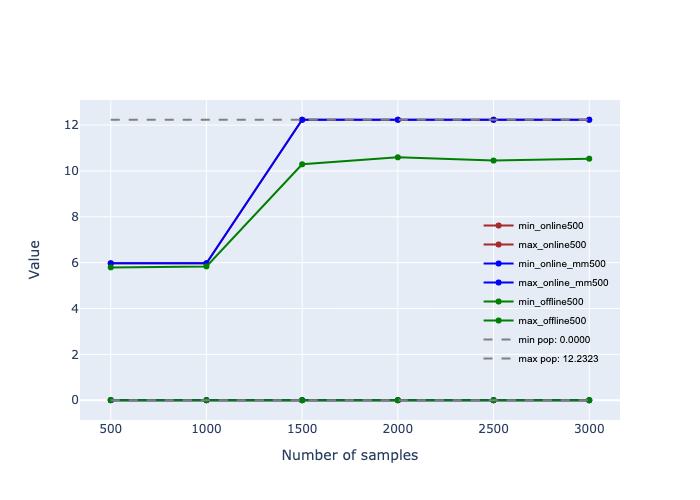 12
10
8
6
4
2
0
Value
500
1000
1500
2000
2500
3000
Number of samples
min_online500
max_online500
min_online_mm500
max_online_mm500
min_offline500
max_offline500
min pop: 0.0000
max pop: 12.2323